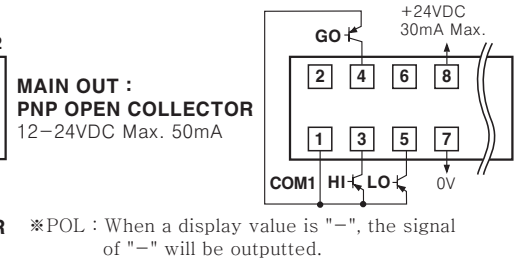 2
+24VDC
30mA Max.
GO
2 4 6 8
MAIN OUT :
PNP OPEN COLLECTOR
12-24VDC Max. 50mA
1 3 5 7
COM1 HI LO 0V
R ※POL : When a display value is "-", the signal
of "-" will be outputted.